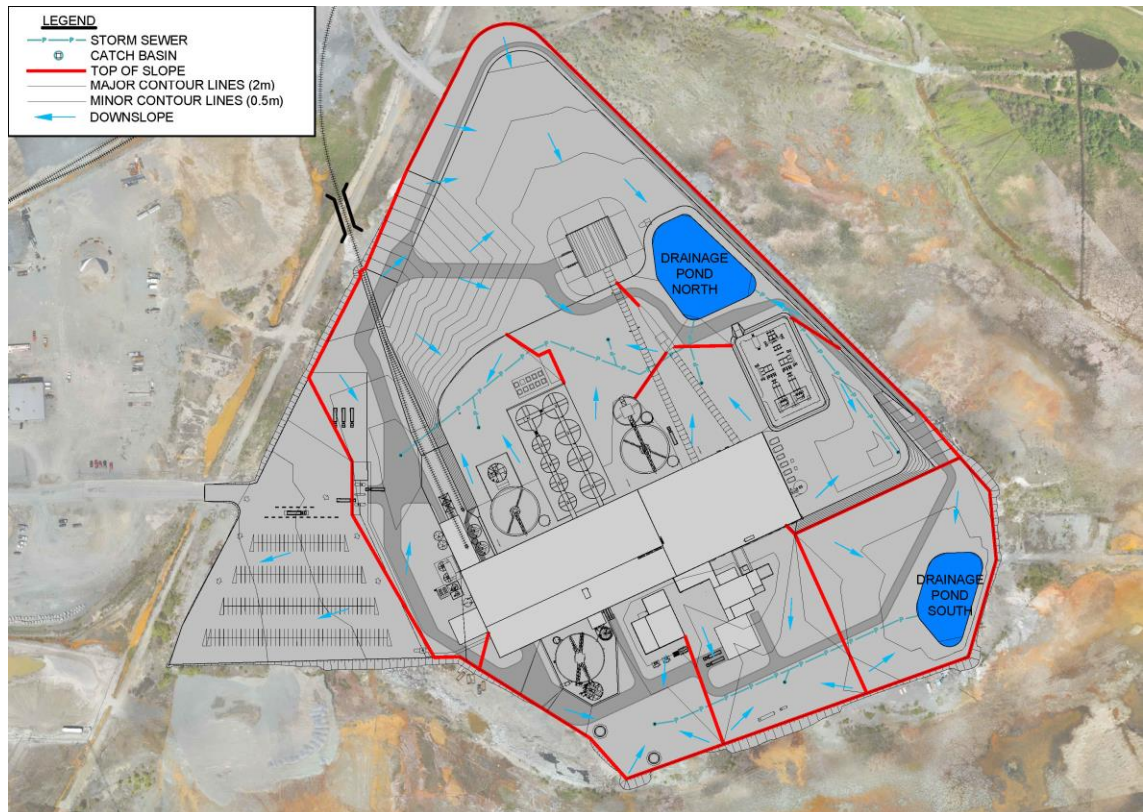 LEGEND
STORM SEWER
CATCH BASIN
TOP OF SLOPE
MAJOR CONTOUR LINES (2m)
MINOR CONTOUR LINES (0.5m)
DOWNSLOPE
DRAINAGE
POND
NORTH
DRAINAGE
POND
SOUTH